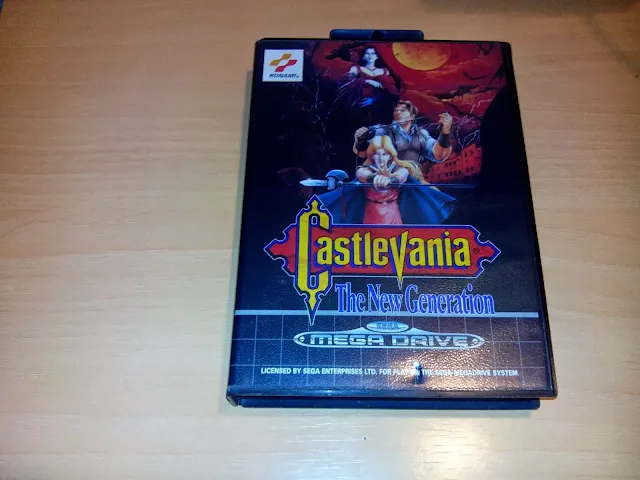 KONAMI
Castlevania
The New Generation
SEGA
MEGA DRIVE
LICENSED BY SEGA ENTERPRISES LTD. FOR PLAY ON THE SEGA MEGADRIVE SYSTEM